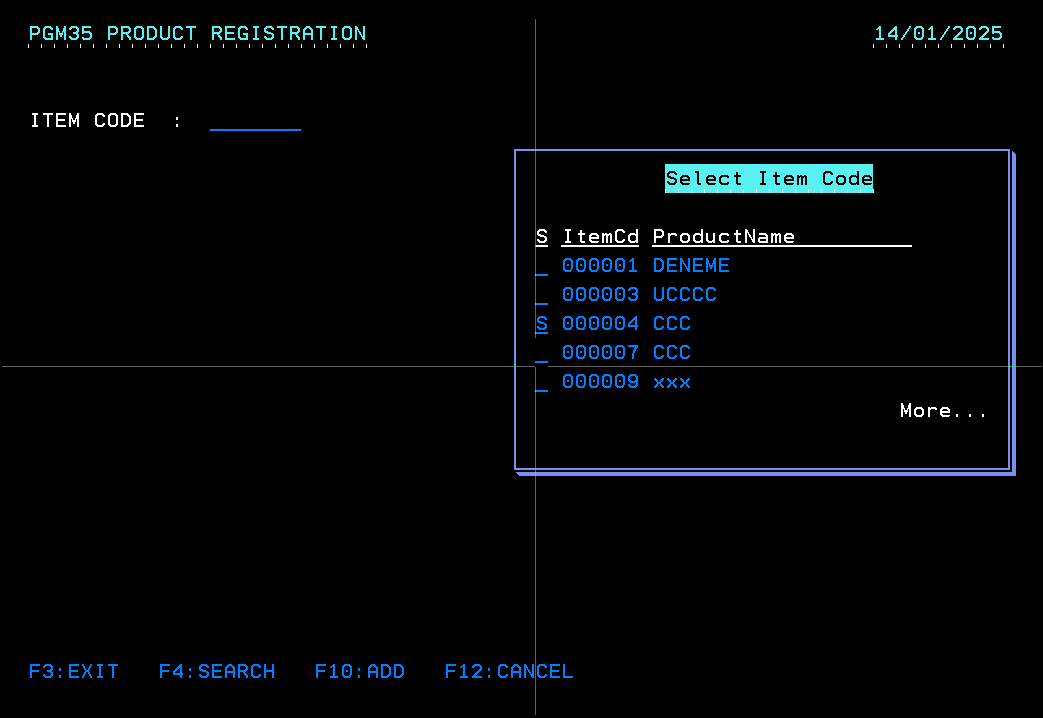 PGM35 PRODUCT REGISTRATION 14/01/2025
ITEM CODE : _______
Select Item Code
S ItemCd ProductName
_ 000001 DENEME
_ 000003 UCCCC
S 000004 CCC
_ 000007 CCC
_ 000009 xxx
More...
F3:EXIT F4:SEARCH F10:ADD F12:CANCEL